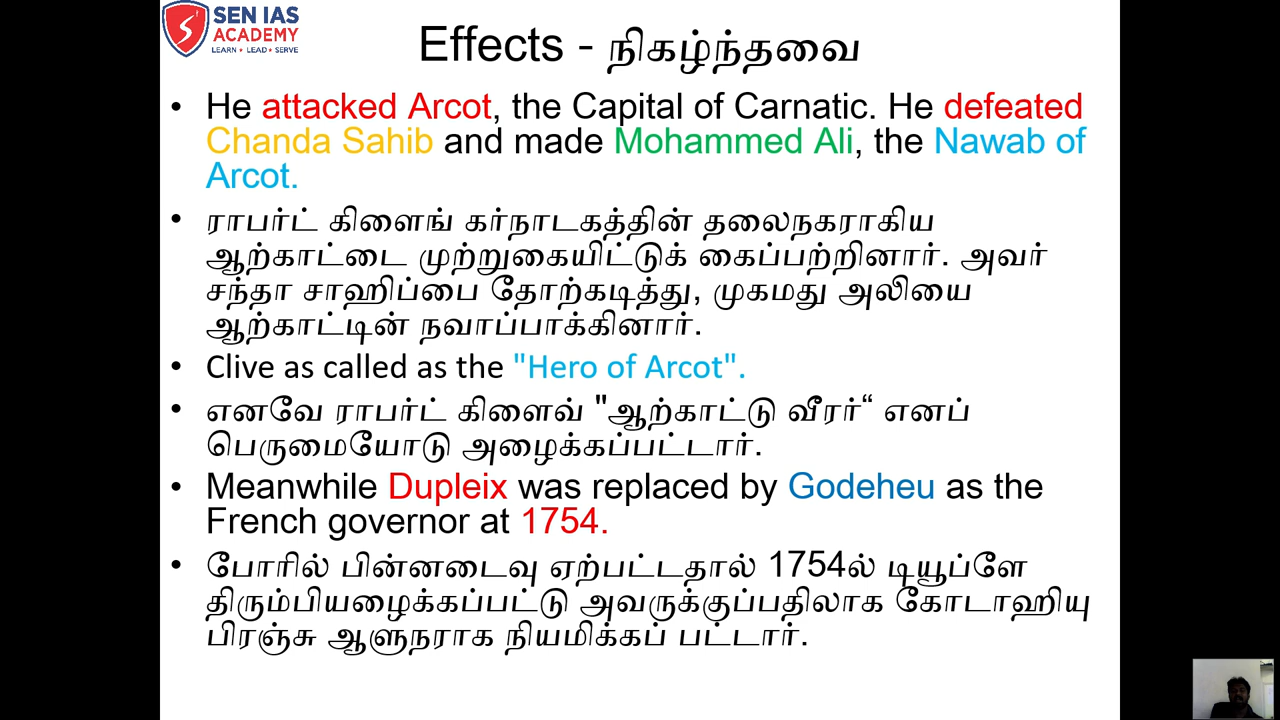 SEN IAS
ACADEMY
LEARN • LEAD • SERVE
Effects - நிகழ்ந்தவை
• He attacked Arcot, the Capital of Carnatic. He defeated
Chanda Sahib and made Mohammed Ali, the Nawab of
Arcot.
• ராபர்ட் கிளைங் கர்நாடகத்தின் தலைநகராகிய
ஆற்காட்டை முற்றுகையிட்டுக் கைப்பற்றினார். அவர்
சந்தா சாஹிப்பை தோற்கடித்து, முகமது அலியை
ஆற்காட்டின் நவாப்பாக்கினார்.
• Clive as called as the "Hero of Arcot".
• எனவே ராபர்ட் கிளைவ் "ஆற்காட்டு வீரர்“ எனப்
பெருமையோடு அழைக்கப்பட்டார்.
• Meanwhile Dupleix was replaced by Godeheu as the
French governor at 1754.
• போரில் பின்னடைவு ஏற்பட்டதால் 1754ல் டியூப்ளே
திரும்பியழைக்கப்பட்டு அவருக்குப்பதிலாக கோடாஹியு
பிரஞ்சு ஆளுநராக நியமிக்கப் பட்டார்.